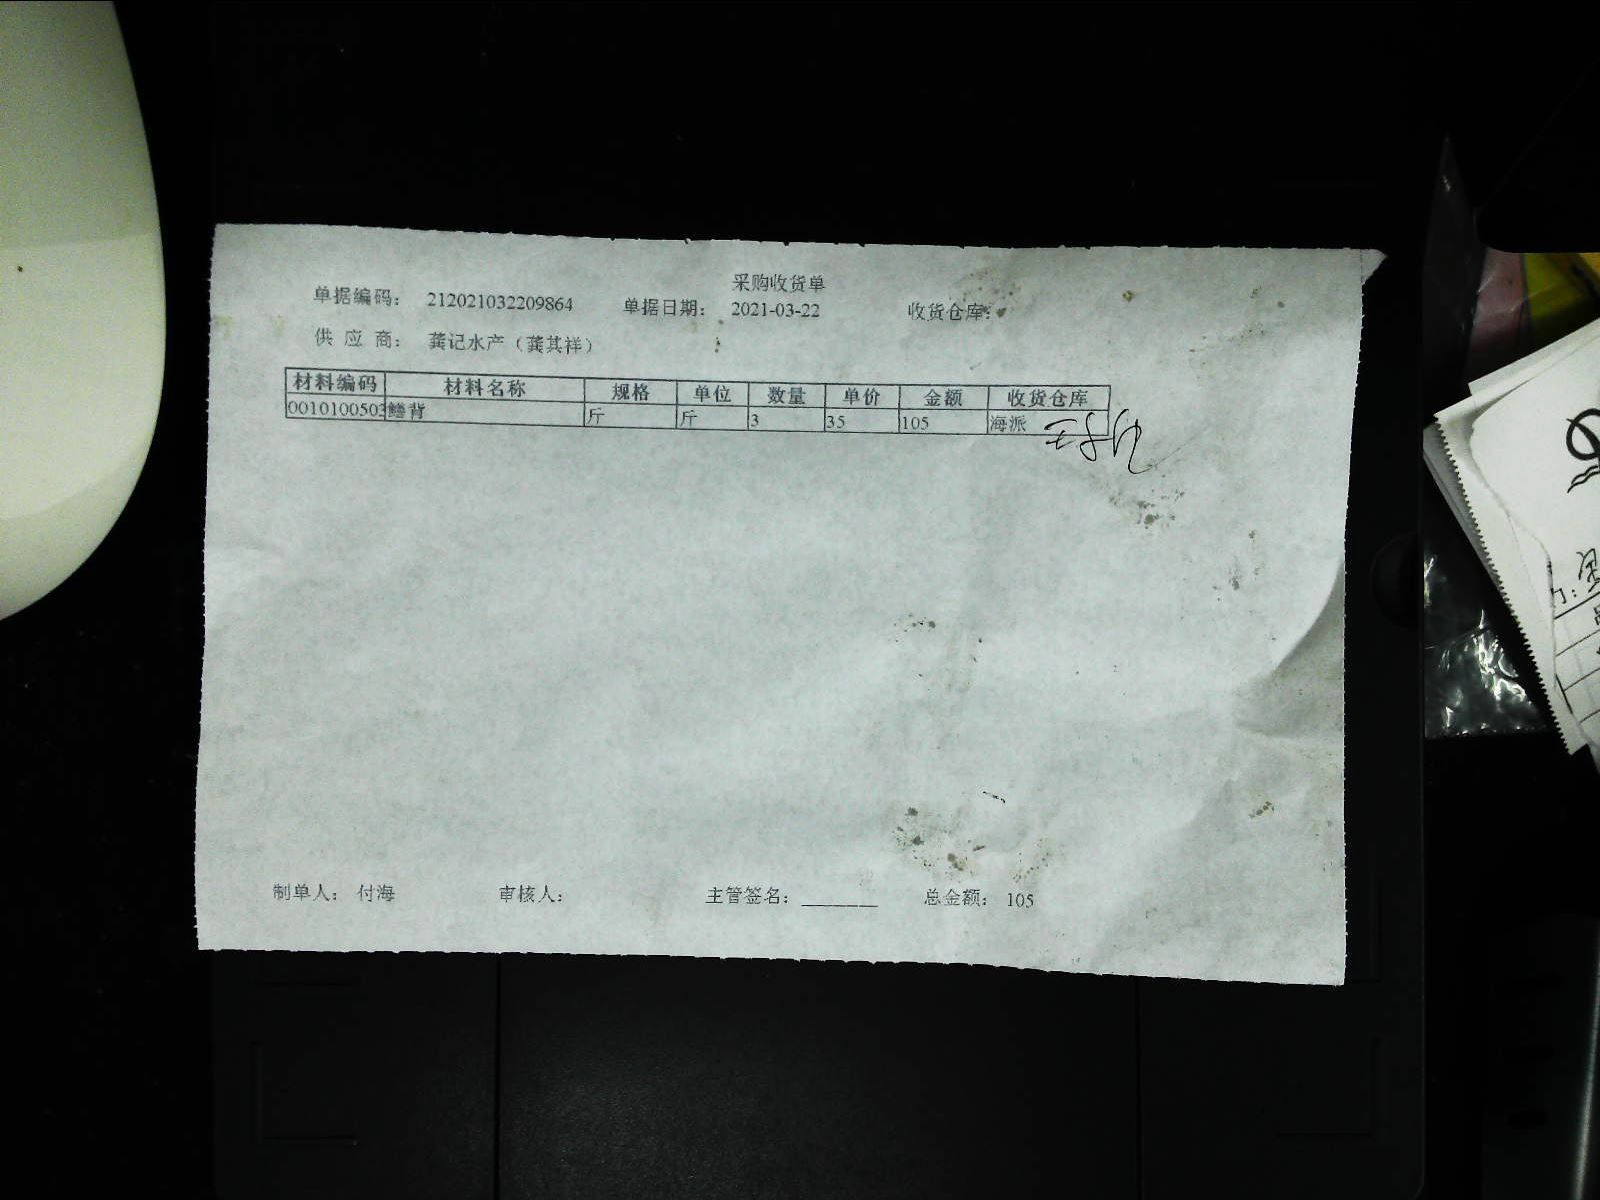 采购收货单
单据编码: 212021032209864 单据日期: 2021-03-22 收货仓库:
供 应 商: 龚记水产（龚其祥）
材料编码 材料名称 规格 单位 数量 单价 金额 收货仓库
0010100503 鳝背 斤 斤 3 35 105 海派
制单人: 付海 审核人: 主管签名: ________ 总金额: 105